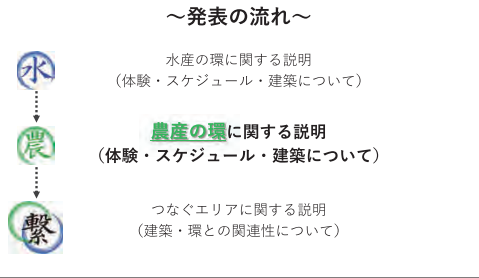 ～発表の流れ～
水
水産の環に関する説明
（体験・スケジュール・建築について）
農
農産の環に関する説明
（体験・スケジュール・建築について）
繋
つなぐエリアに関する説明
（建築・環との関連性について）